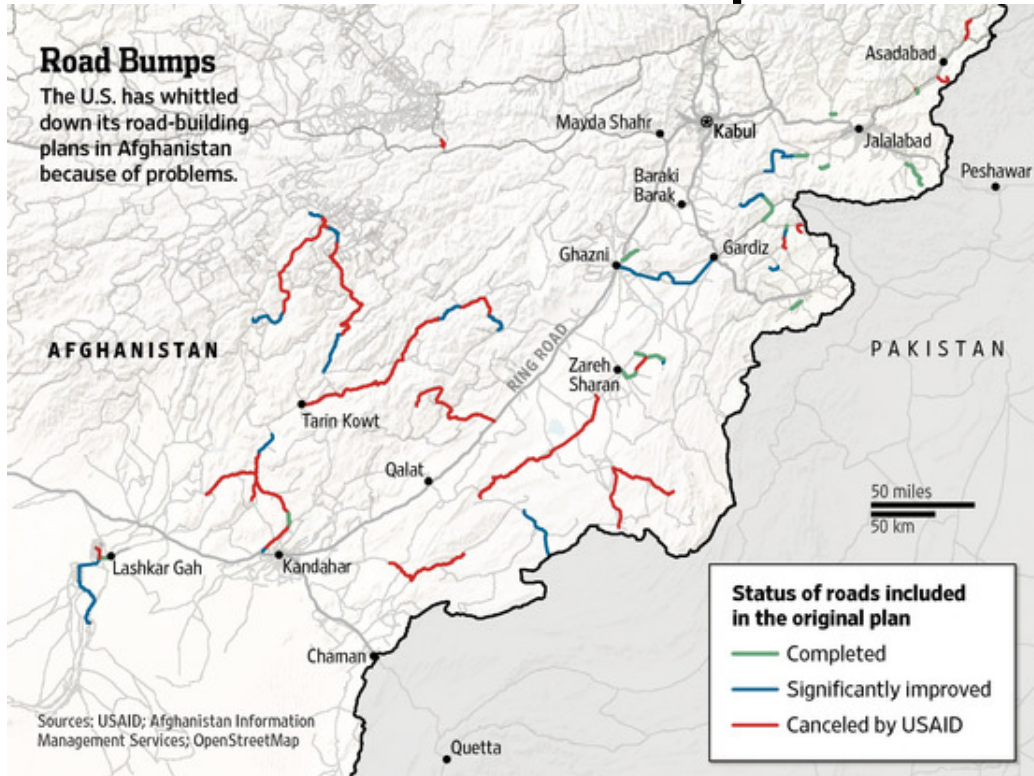 Road Bumps
The U.S. has whittled
down its road-building
plans in Afghanistan
because of problems.
Asadabad
Mayda Shahr
Kabul
Jalalabad
Baraki
Barak
Peshawar
Ghazni
Gardiz
AFGHANISTAN
RING ROAD
PAKISTAN
Zareh
Sharan
Tarin Kowt
Qalat
50 miles
50 km
Lashkar Gah
Kandahar
Chaman
Quetta
Status of roads included
in the original plan
Completed
Significantly improved
Canceled by USAID
Sources: USAID; Afghanistan Information
Management Services; OpenStreetMap